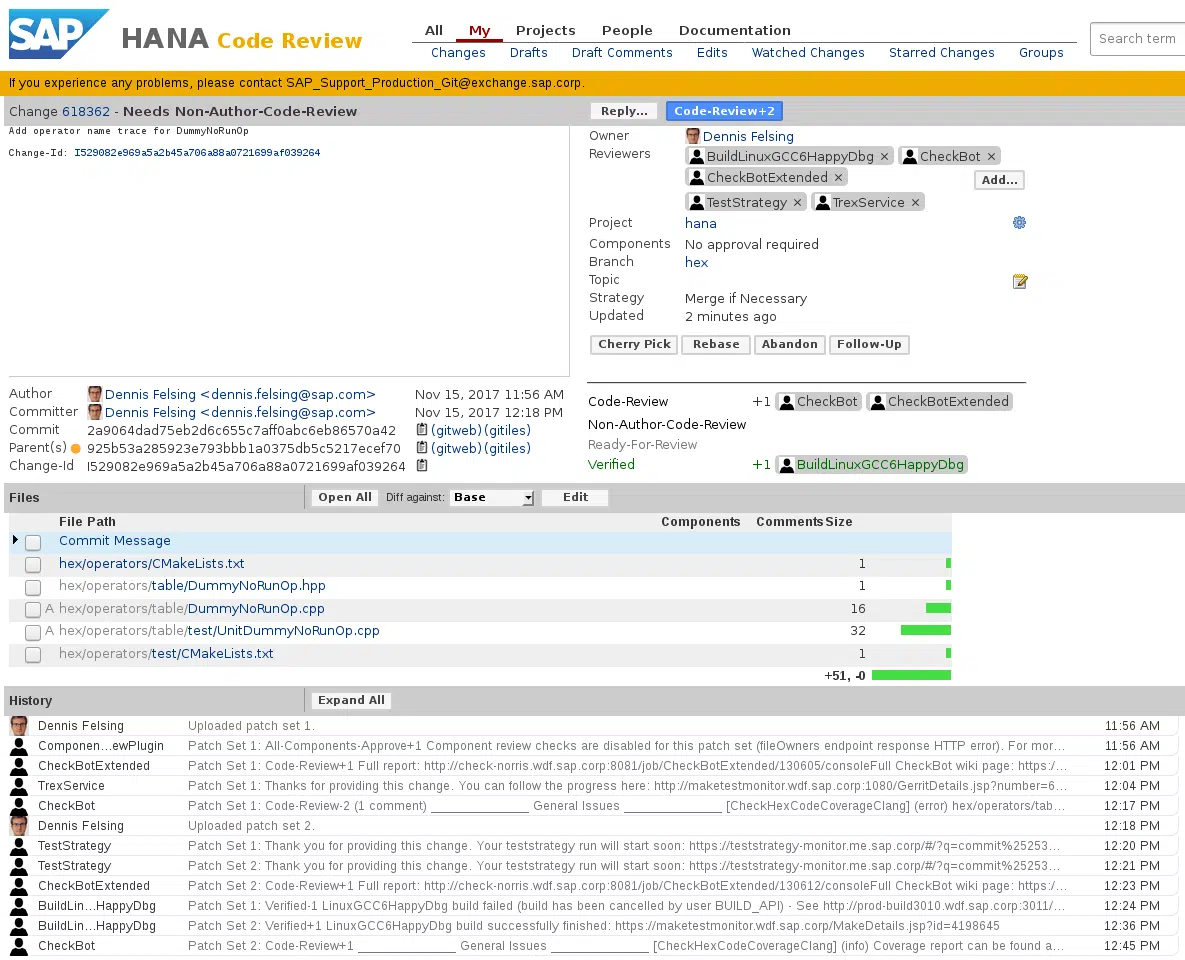 SAP HANA Code Review
All My Projects People Documentation
Changes Drafts Draft Comments Edits Watched Changes Starred Changes Groups
Search term
If you experience any problems, please contact SAP_Support_Production_Git@exchange.sap.corp.
Change 618362 - Needs Non-Author-Code-Review
Reply... Code-Review+2
Add operator name trace for DummyNoRunOp
Change-Id: I529082e969a5a2b45a706a88a0721699af039264
Owner Dennis Felsing
Reviewers BuildLinuxGCC6HappyDbg × CheckBot ×
CheckBotExtended × Add...
TestStrategy × TrexService ×
Project hana
Components No approval required
Branch hex
Topic
Strategy Merge if Necessary
Updated 2 minutes ago
Cherry Pick Rebase Abandon Follow-Up
Author Dennis Felsing <dennis.felsing@sap.com> Nov 15, 2017 11:56 AM
Committer Dennis Felsing <dennis.felsing@sap.com> Nov 15, 2017 12:18 PM
Commit 2a9064dad75eb2d6c655c7aff0abc6eb86570a42 (gitweb) (gitiles)
Parent(s) 925b53a285923e793bbb1a0375db5c5217ecef70 (gitweb) (gitiles)
Change-Id I529082e969a5a2b45a706a88a0721699af039264
Code-Review +1 CheckBot CheckBotExtended
Non-Author-Code-Review
Ready-For-Review
Verified +1 BuildLinuxGCC6HappyDbg
Files Open All Diff against: Base Edit
File Path Components Comments Size
Commit Message
hex/operators/CMakeLists.txt 1
hex/operators/table/DummyNoRunOp.hpp 1
A hex/operators/table/DummyNoRunOp.cpp 16
A hex/operators/table/test/UnitDummyNoRunOp.cpp 32
hex/operators/test/CMakeLists.txt 1
+51, -0
History Expand All
Dennis Felsing Uploaded patch set 1. 11:56 AM
Componen...ewPlugin Patch Set 1: All-Components-Approve+1 Component review checks are disabled for this patch set (fileOwners endpoint response HTTP error). For mor... 11:56 AM
CheckBotExtended Patch Set 1: Code-Review+1 Full report: http://check-norris.wdf.sap.corp:8081/job/CheckBotExtended/130605/consoleFull CheckBot wiki page: https:/... 12:01 PM
TrexService Patch Set 1: Thanks for providing this change. You can follow the progress here: http://maketestmonitor.wdf.sap.corp:1080/GerritDetails.jsp?number=6... 12:04 PM
CheckBot Patch Set 1: Code-Review-2 (1 comment) ______________ General Issues ______________ [CheckHexCodeCoverageClang] (error) hex/operators/tab... 12:17 PM
Dennis Felsing Uploaded patch set 2. 12:18 PM
TestStrategy Patch Set 1: Thank you for providing this change. Your teststrategy run will start soon: https://teststrategy-monitor.me.sap.corp/#/?q=commit%25253... 12:20 PM
TestStrategy Patch Set 2: Thank you for providing this change. Your teststrategy run will start soon: https://teststrategy-monitor.me.sap.corp/#/?q=commit%25253... 12:21 PM
CheckBotExtended Patch Set 2: Code-Review+1 Full report: http://check-norris.wdf.sap.corp:8081/job/CheckBotExtended/130612/consoleFull CheckBot wiki page: https:/... 12:23 PM
BuildLin...HappyDbg Patch Set 1: Verified-1 LinuxGCC6HappyDbg build failed (build has been cancelled by user BUILD_API) - See http://prod-build3010.wdf.sap.corp:3011/... 12:24 PM
BuildLin...HappyDbg Patch Set 2: Verified+1 LinuxGCC6HappyDbg build successfully finished: https://maketestmonitor.wdf.sap.corp/MakeDetails.jsp?id=4198645 12:36 PM
CheckBot Patch Set 2: Code-Review+1 ______________ General Issues ______________ [CheckHexCodeCoverageClang] (info) Coverage report can be found a... 12:45 PM